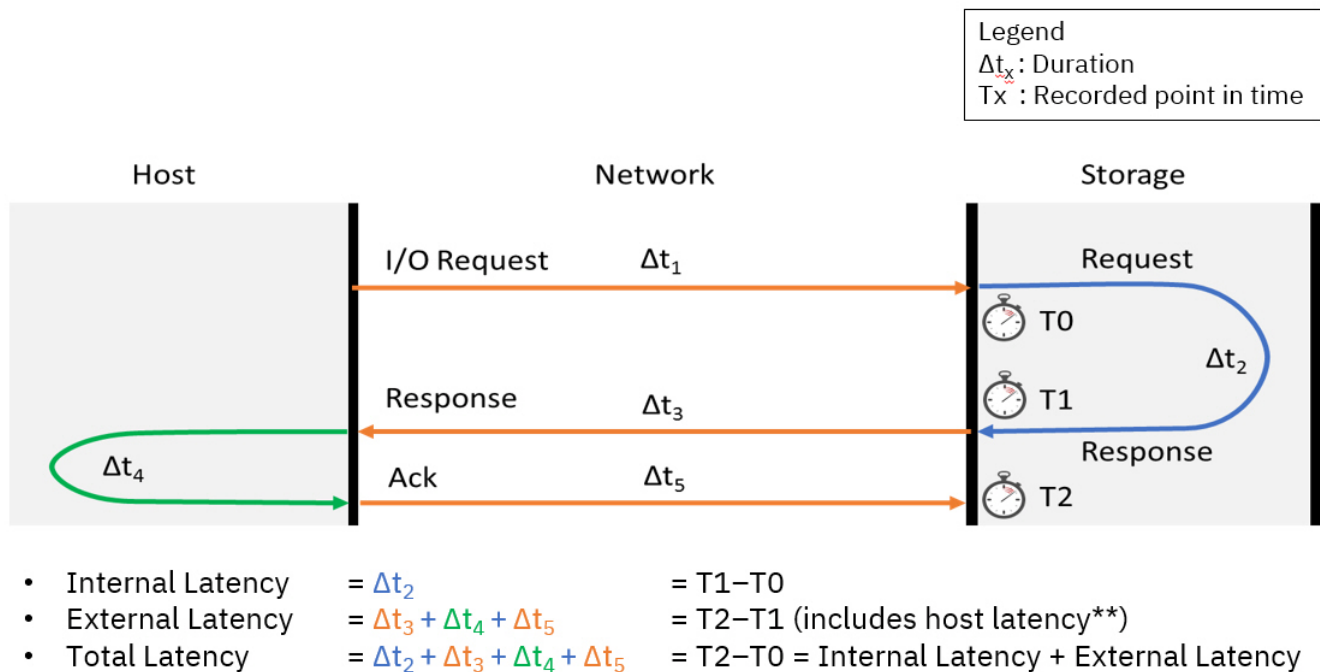 Legend
Δtx : Duration
Tx : Recorded point in time
Host
Network
Storage
I/O Request
Δt1
Request
T0
Δt2
T1
Response
Δt3
Response
Δt4
Ack
Δt5
T2
• Internal Latency = Δt2 = T1–T0
• External Latency = Δt3 + Δt4 + Δt5 = T2–T1 (includes host latency**)
• Total Latency = Δt2 + Δt3 + Δt4 + Δt5 = T2–T0 = Internal Latency + External Latency